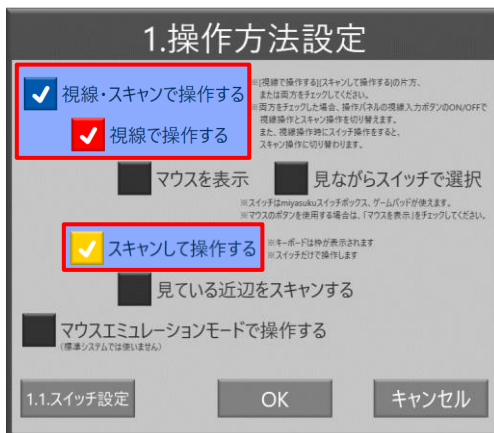 1.操作方法設定
視線・スキャンで操作する
※[視線で操作する][スキャンして操作する]の片方、
または両方をチェックしてください。
※両方をチェックした場合、操作パネルの視線入力ボタンのON/OFFで
視線操作とスキャン操作を切り替えます。
また、視線操作時にスイッチ操作をすると、
スキャン操作に切り替わります。
視線で操作する
マウスを表示
見ながらスイッチで選択
※スイッチはmiyasukuスイッチボックス、ゲームパッドが使えます。
※マウスのボタンを使用する場合は、「マウスを表示」をチェックしてください。
スキャンして操作する
※キーボードは枠が表示されます
※スイッチだけで操作します
見ている近辺をスキャンする
マウスエミュレーションモードで操作する
(標準システムでは使いません)
1.1.スイッチ設定
OK
キャンセル